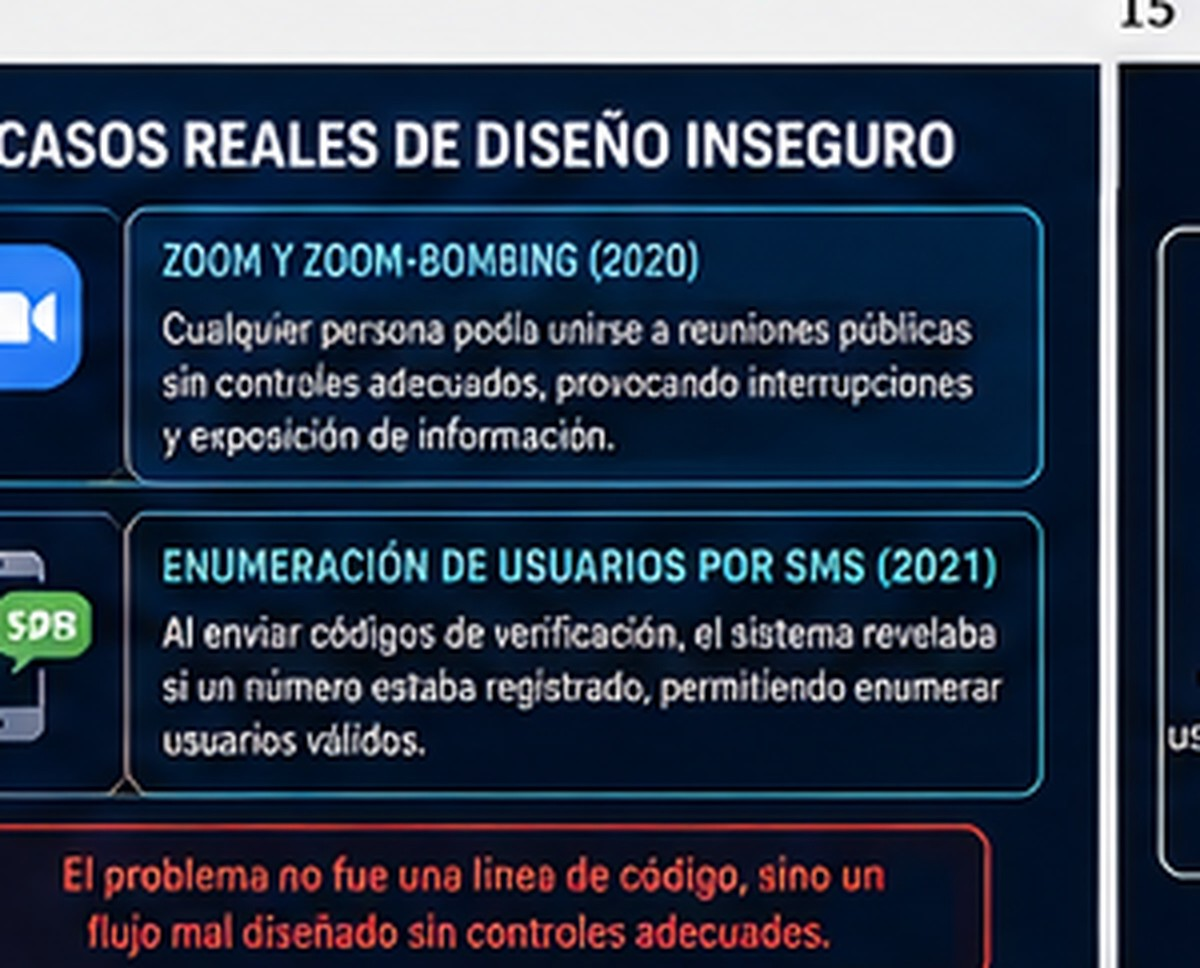 15
CASOS REALES DE DISEÑO INSEGURO
ZOOM Y ZOOM-BOMBING (2020)
Cualquier persona podía unirse a reuniones públicas
sin controles adecuados, provocando interrupciones
y exposición de información.
ENUMERACIÓN DE USUARIOS POR SMS (2021)
Al enviar códigos de verificación, el sistema revelaba
si un número estaba registrado, permitiendo enumerar
usuarios válidos.
us
El problema no fue una linea de código, sino un
flujo mal diseñado sin controles adecuades.